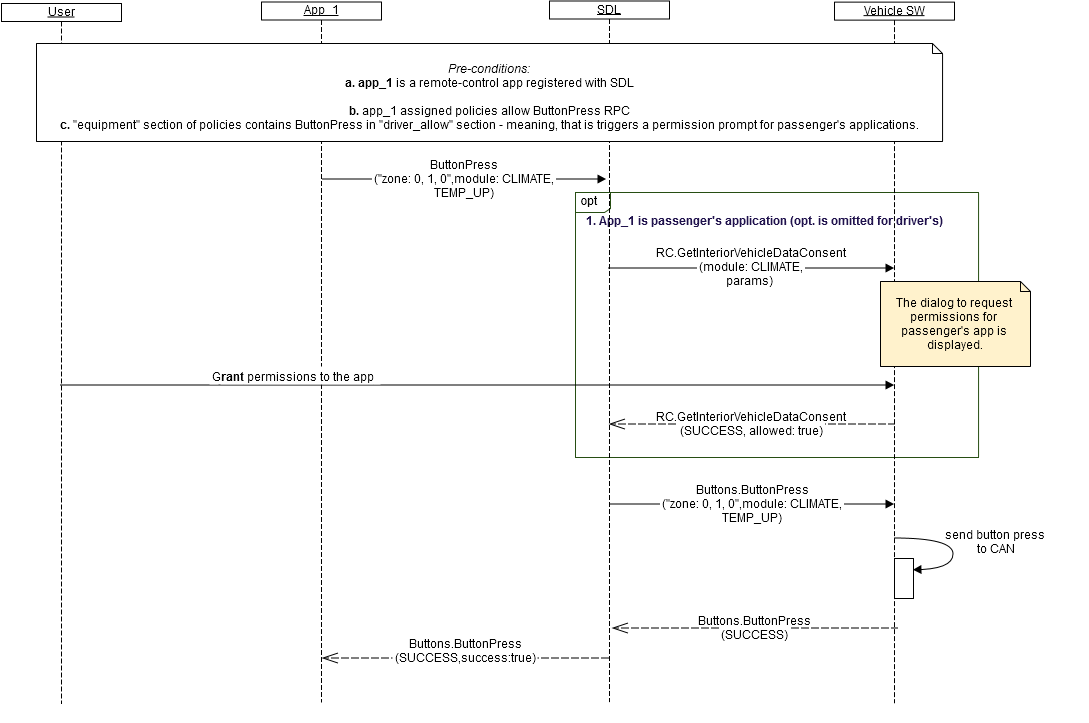 User
App_1
SDL
Vehicle SW
Pre-conditions:
a. app_1 is a remote-control app registered with SDL
b. app_1 assigned policies allow ButtonPress RPC
c. "equipment" section of policies contains ButtonPress in "driver_allow" section - meaning, that is triggers a permission prompt for passenger's applications.
ButtonPress
("zone: 0, 1, 0",module: CLIMATE,
TEMP_UP)
opt
1. App_1 is passenger's application (opt. is omitted for driver's)
RC.GetInteriorVehicleDataConsent
(module: CLIMATE,
params)
The dialog to request
permissions for
passenger's app is
displayed.
Grant permissions to the app
RC.GetInteriorVehicleDataConsent
(SUCCESS, allowed: true)
Buttons.ButtonPress
("zone: 0, 1, 0",module: CLIMATE,
TEMP_UP)
send button press
to CAN
Buttons.ButtonPress
(SUCCESS)
Buttons.ButtonPress
(SUCCESS,success:true)